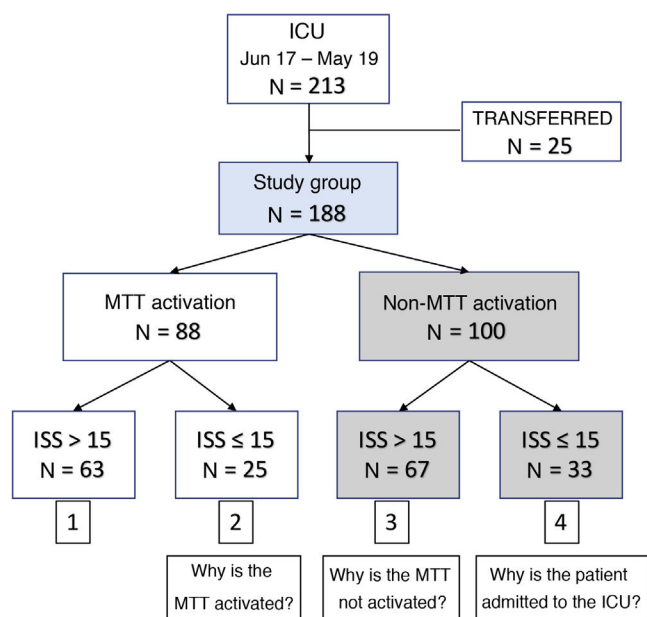 ICU
Jun 17 – May 19
N = 213
TRANSFERRED
N = 25
Study group
N = 188
MTT activation
N = 88
Non-MTT activation
N = 100
ISS > 15
N = 63
ISS ≤ 15
N = 25
ISS > 15
N = 67
ISS ≤ 15
N = 33
1
2
3
4
Why is the
MTT activated?
Why is the MTT
not activated?
Why is the patient
admitted to the ICU?